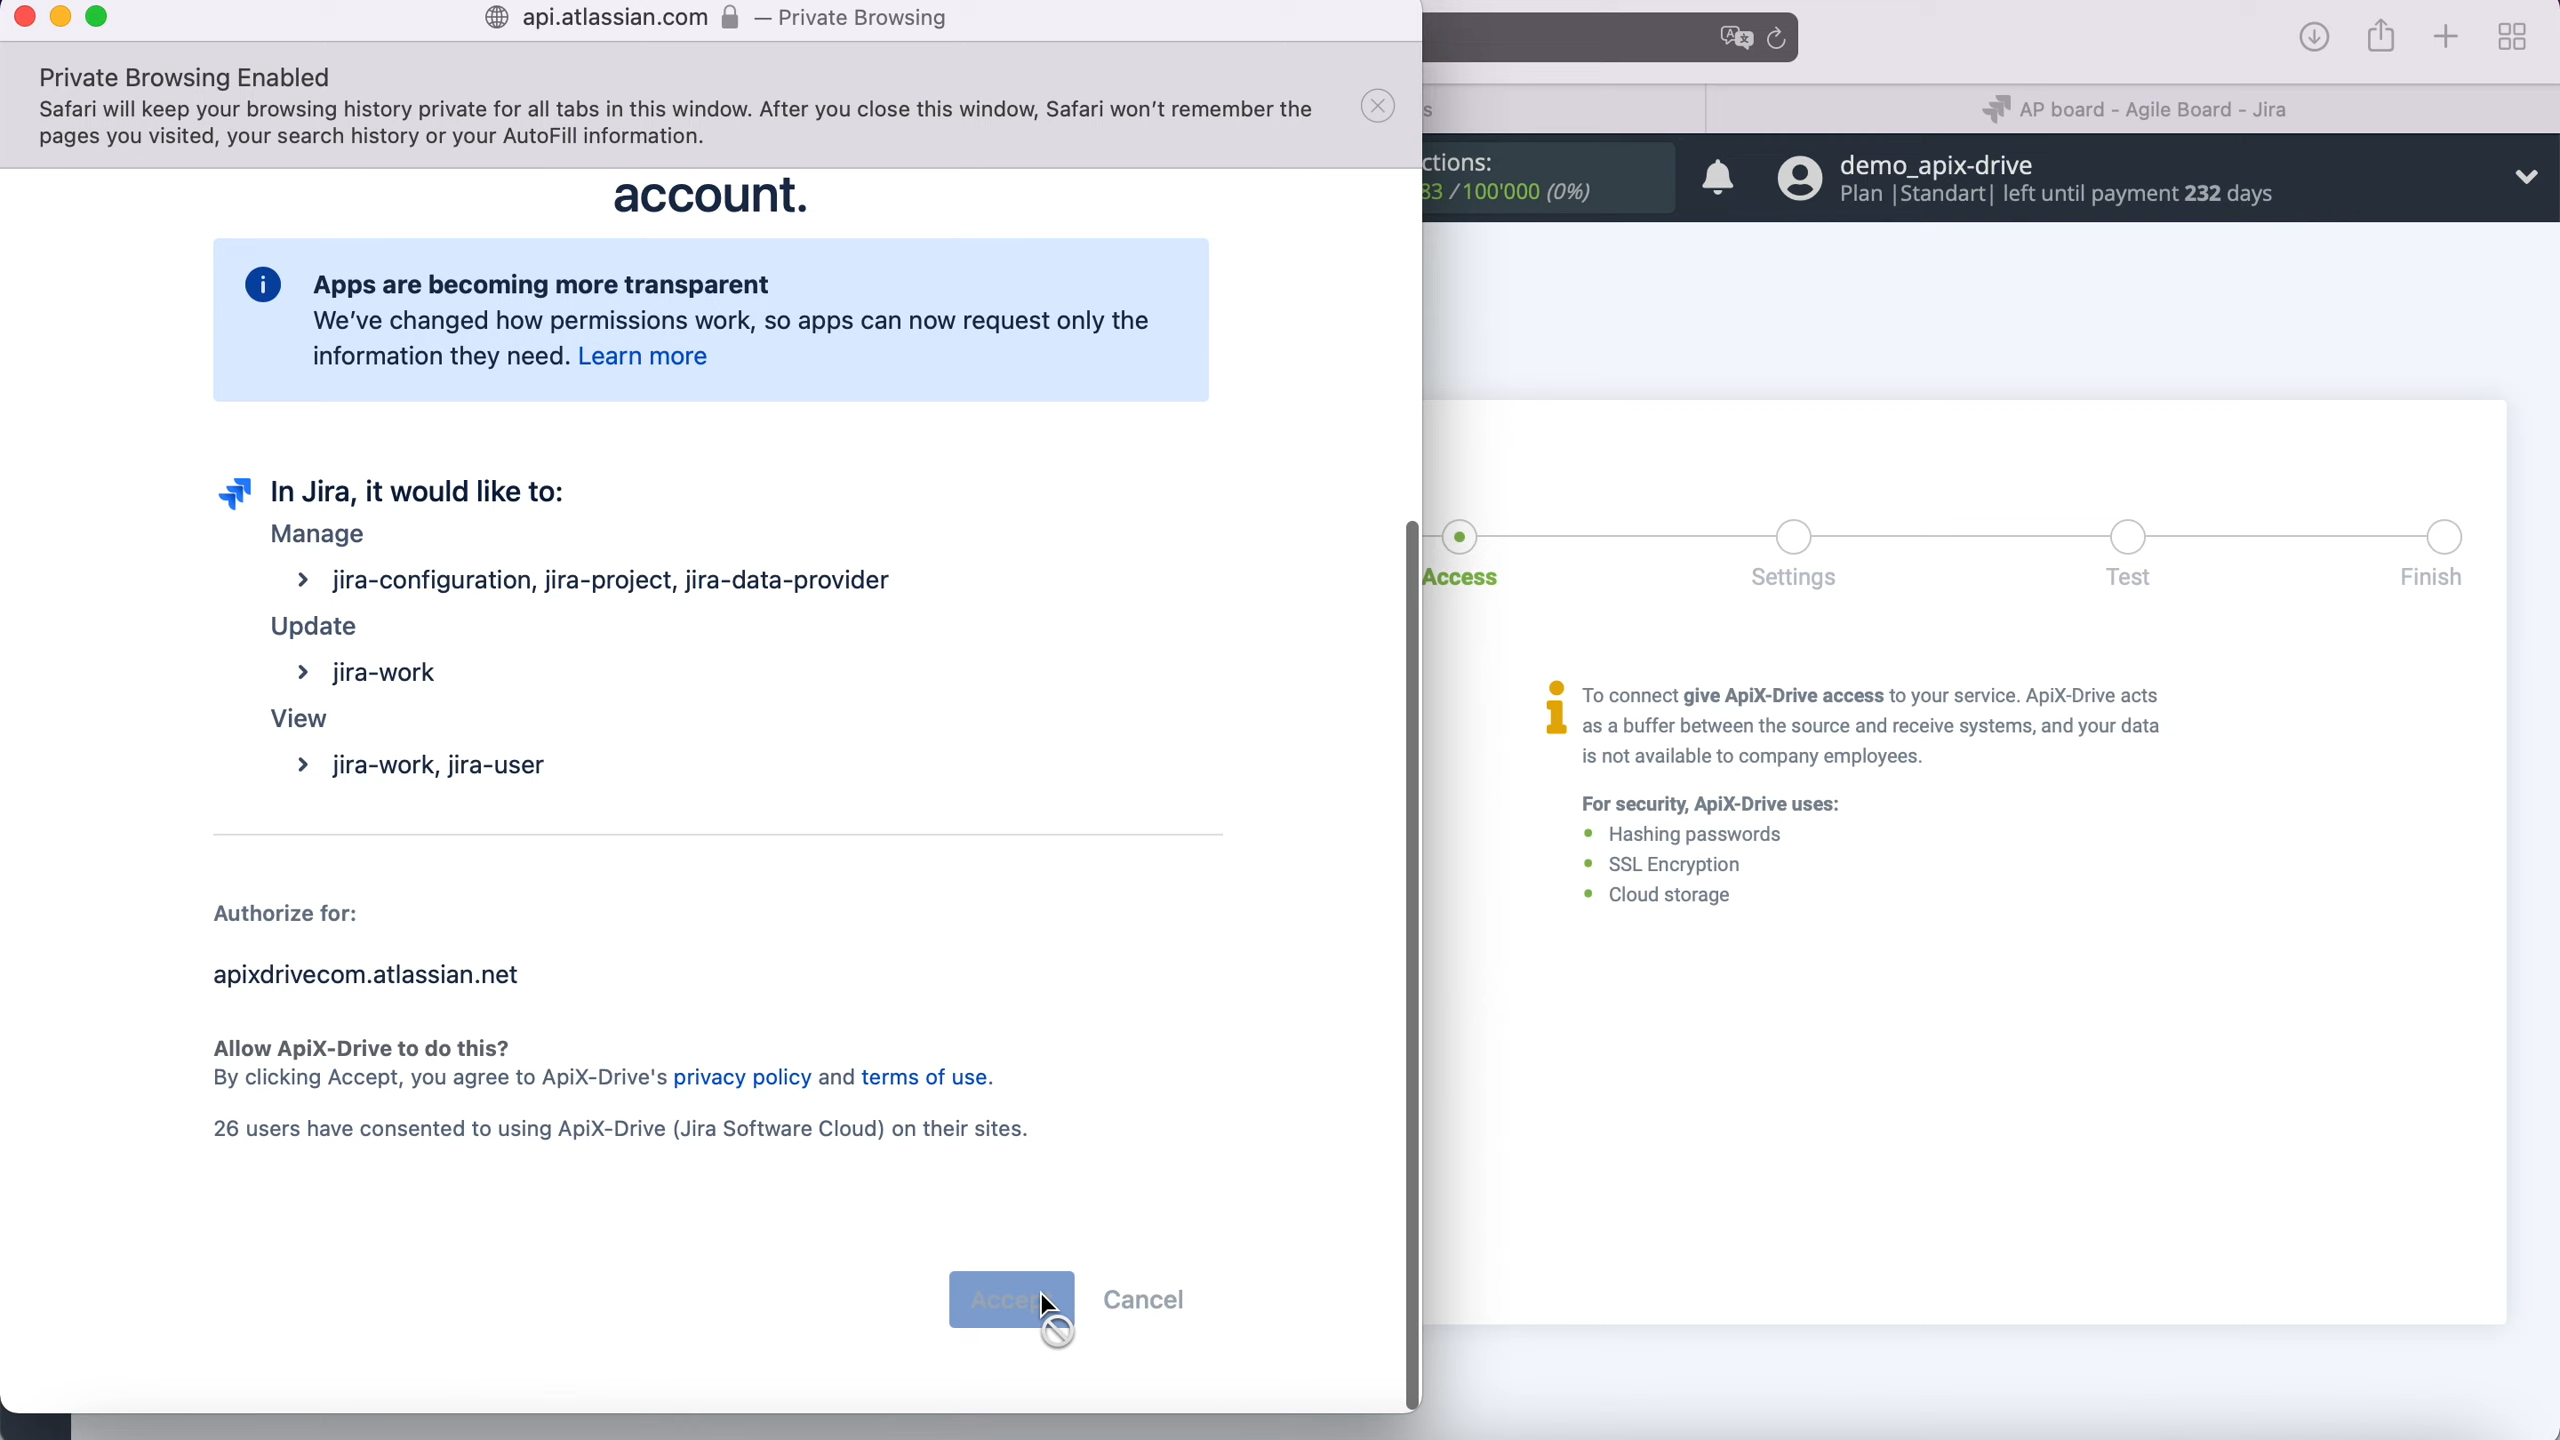 api.atlassian.com — Private Browsing
Private Browsing Enabled
Safari will keep your browsing history private for all tabs in this window. After you close this window, Safari won't remember the
pages you visited, your search history or your AutoFill information.
account.
Apps are becoming more transparent
We've changed how permissions work, so apps can now request only the
information they need. Learn more
In Jira, it would like to:
Manage
jira-configuration, jira-project, jira-data-provider
Update
jira-work
View
jira-work, jira-user
Authorize for:
apixdrivecom.atlassian.net
Allow ApiX-Drive to do this?
By clicking Accept, you agree to ApiX-Drive's privacy policy and terms of use.
26 users have consented to using ApiX-Drive (Jira Software Cloud) on their sites.
Cancel
AP board - Agile Board - Jira
ctions:
/100'000 (0%)
demo_apix-drive
Plan |Standart| left until payment 232 days
Access
Settings
Test
Finish
To connect give ApiX-Drive access to your service. ApiX-Drive acts
as a buffer between the source and receive systems, and your data
is not available to company employees.
For security, ApiX-Drive uses:
Hashing passwords
SSL Encryption
Cloud storage